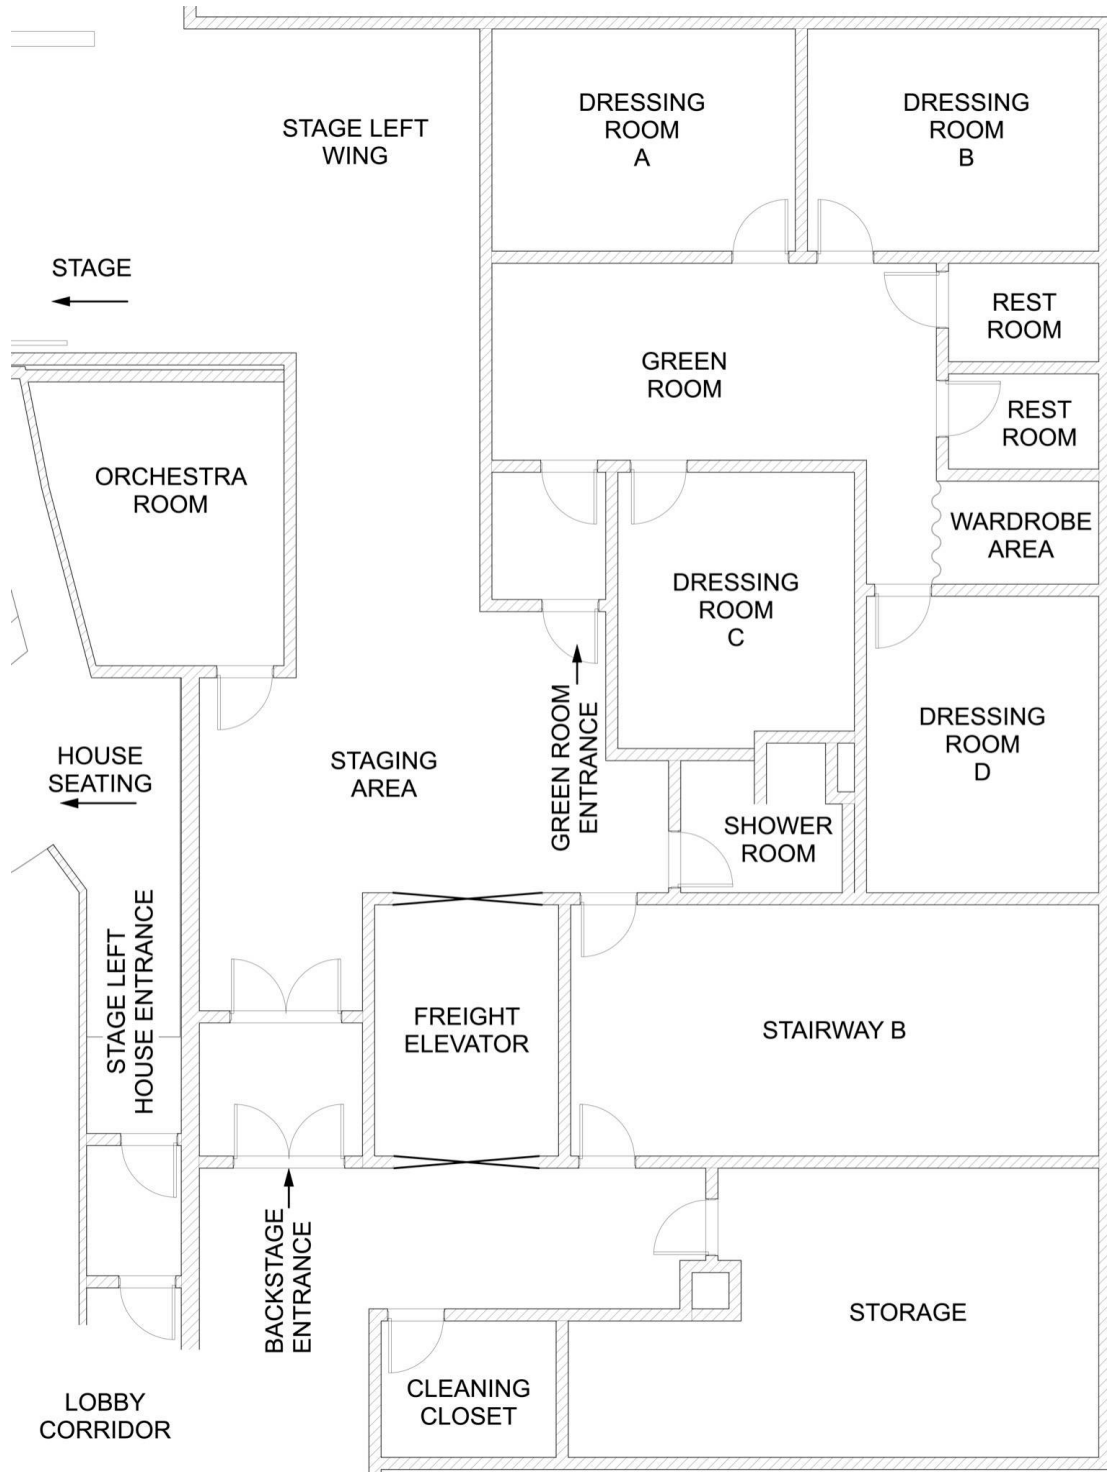 DRESSING
ROOM
A
DRESSING
ROOM
B
STAGE LEFT
WING
STAGE
REST
ROOM
GREEN
ROOM
REST
ROOM
ORCHESTRA
ROOM
WARDROBE
AREA
DRESSING
ROOM
C
DRESSING
ROOM
D
HOUSE
SEATING
STAGING
AREA
GREEN ROOM
ENTRANCE
SHOWER
ROOM
STAGE LEFT
HOUSE ENTRANCE
FREIGHT
ELEVATOR
STAIRWAY B
BACKSTAGE
ENTRANCE
STORAGE
LOBBY
CORRIDOR
CLEANING
CLOSET